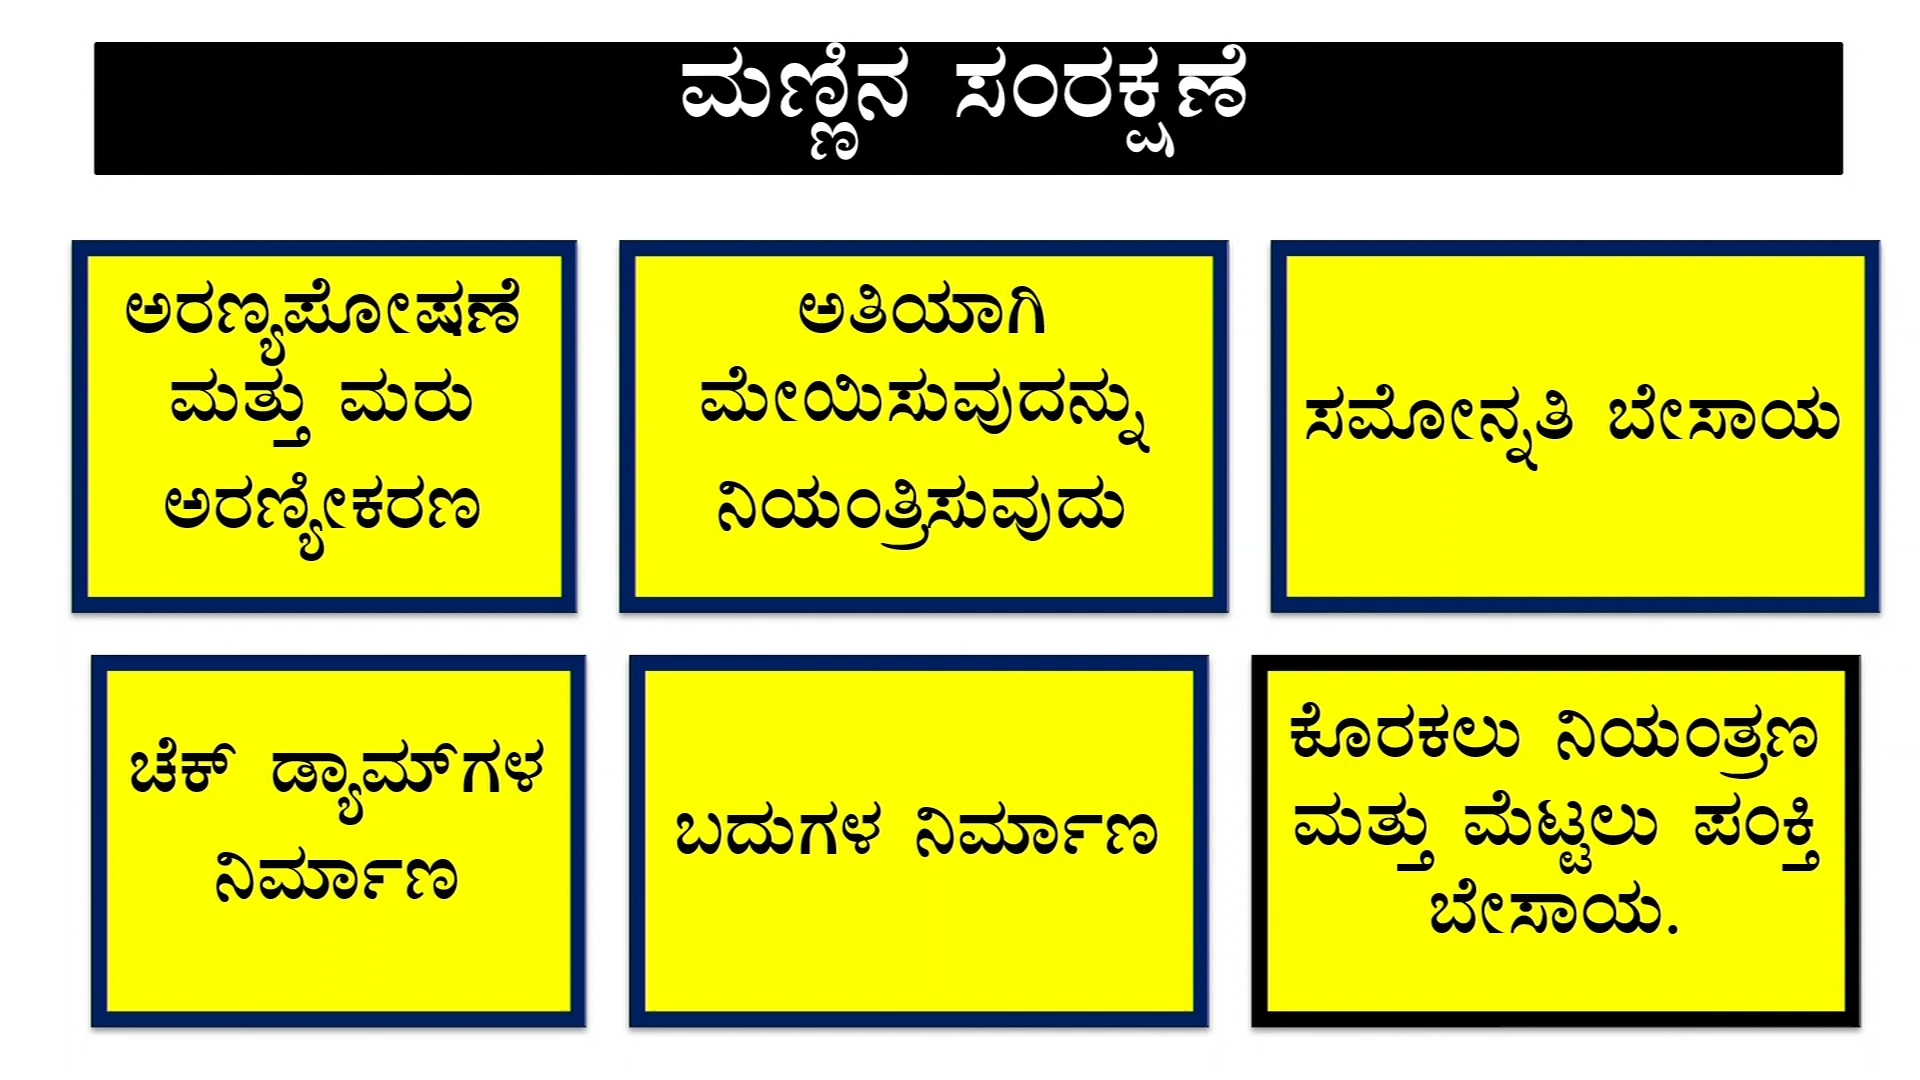 ಮಣ್ಣಿನ ಸಂರಕ್ಷಣೆ
ಅರಣ್ಯಪೋಷಣೆ
ಮತ್ತು ಮರು
ಅರಣ್ಯೀಕರಣ
ಅತಿಯಾಗಿ
ಮೇಯಿಸುವುದನ್ನು
ನಿಯಂತ್ರಿಸುವುದು
ಸಮೋನ್ನತಿ ಬೇಸಾಯ
ಚೆಕ್ ಡ್ಯಾಮ್‌ಗಳ
ನಿರ್ಮಾಣ
ಬದುಗಳ ನಿರ್ಮಾಣ
ಕೊರಕಲು ನಿಯಂತ್ರಣ
ಮತ್ತು ಮೆಟ್ಟಲು ಪಂಕ್ತಿ
ಬೇಸಾಯ.